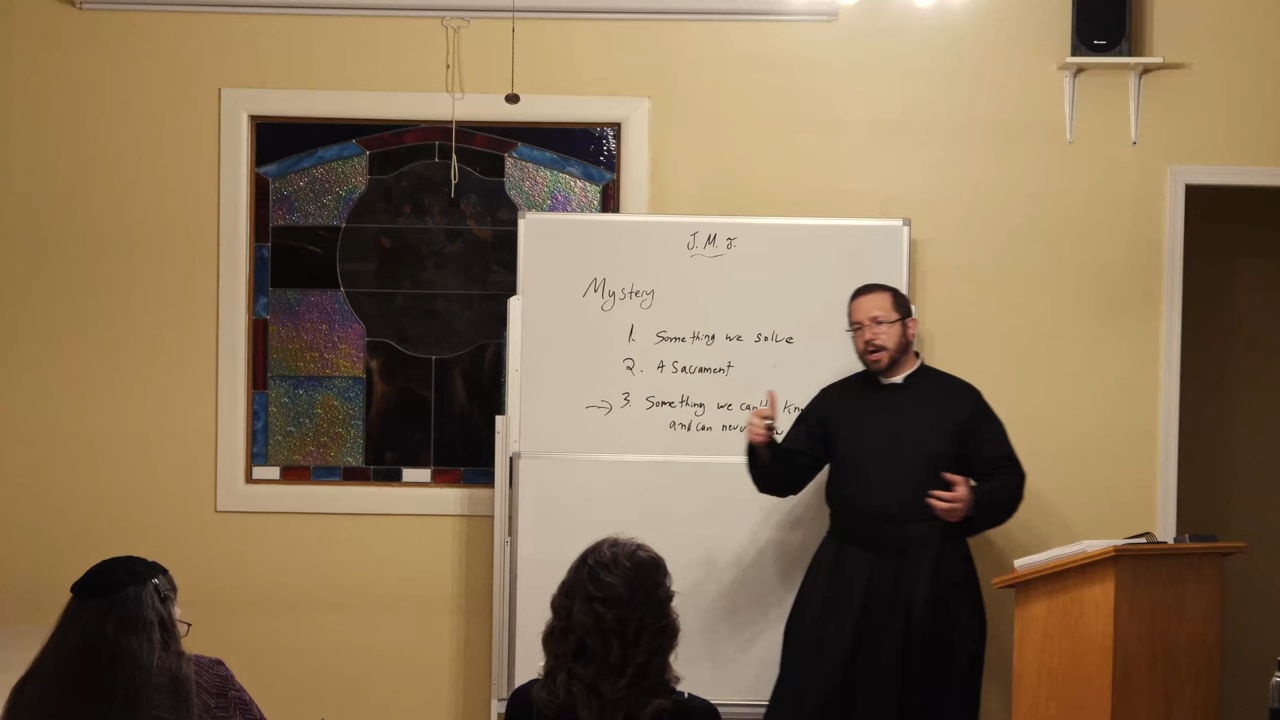 J. M. J.
Mystery
1. Something we solve
2. A Sacrament
→ 3. Something we can't
and can